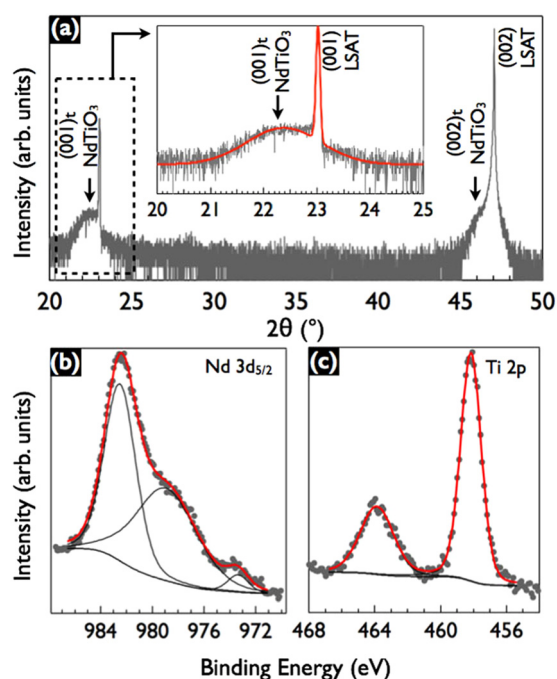 (a)
(001)t
NdTiO3
(001)
LSAT
(001)t
NdTiO3
20 21 22 23 24 25
(002)
LSAT
(002)t
NdTiO3
Intensity (arb. units)
20 25 30 35 40 45 50
2θ (°)
(b)
Nd 3d5/2
(c)
Ti 2p
Intensity (arb. units)
984 980 976 972
468 464 460 456
Binding Energy (eV)